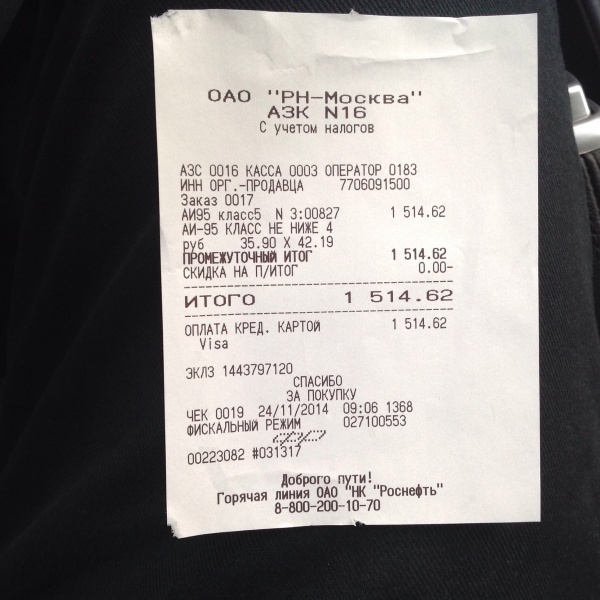 ОАО "РН-Москва"
АЗК N16
С учетом налогов
АЗС 0016 КАССА 0003 ОПЕРАТОР 0183
ИНН ОРГ.-ПРОДАВЦА 7706091500
Заказ 0017
АИ95 класс5 N 3:00827 1 514.62
АИ-95 КЛАСС НЕ НИЖЕ 4
руб 35.90 X 42.19
ПРОМЕЖУТОЧНЫЙ ИТОГ 1 514.62
СКИДКА НА П/ИТОГ 0.00-
ИТОГО 1 514.62
ОПЛАТА КРЕД. КАРТОЙ 1 514.62
Visa
ЭКЛЗ 1443797120
СПАСИБО
ЗА ПОКУПКУ
ЧЕК 0019 24/11/2014 09:06 1368
ФИСКАЛЬНЫЙ РЕЖИМ 027100553
00223082 #031317
Доброго пути!
Горячая линия ОАО "НК "Роснефть"
8-800-200-10-70